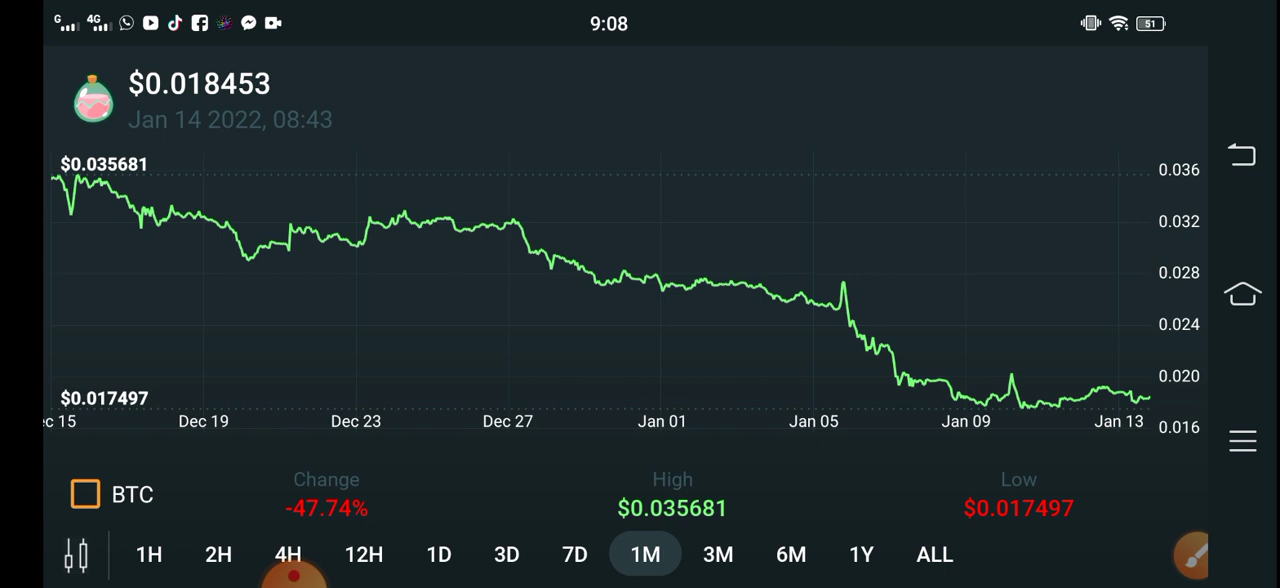 G 4G 9:08 51
$0.018453
Jan 14 2022, 08:43
$0.035681
0.036
0.032
0.028
0.024
0.020
$0.017497
c 15 Dec 19 Dec 23 Dec 27 Jan 01 Jan 05 Jan 09 Jan 13 0.016
Change High Low
BTC -47.74% $0.035681 $0.017497
1H 2H 4H 12H 1D 3D 7D 1M 3M 6M 1Y ALL